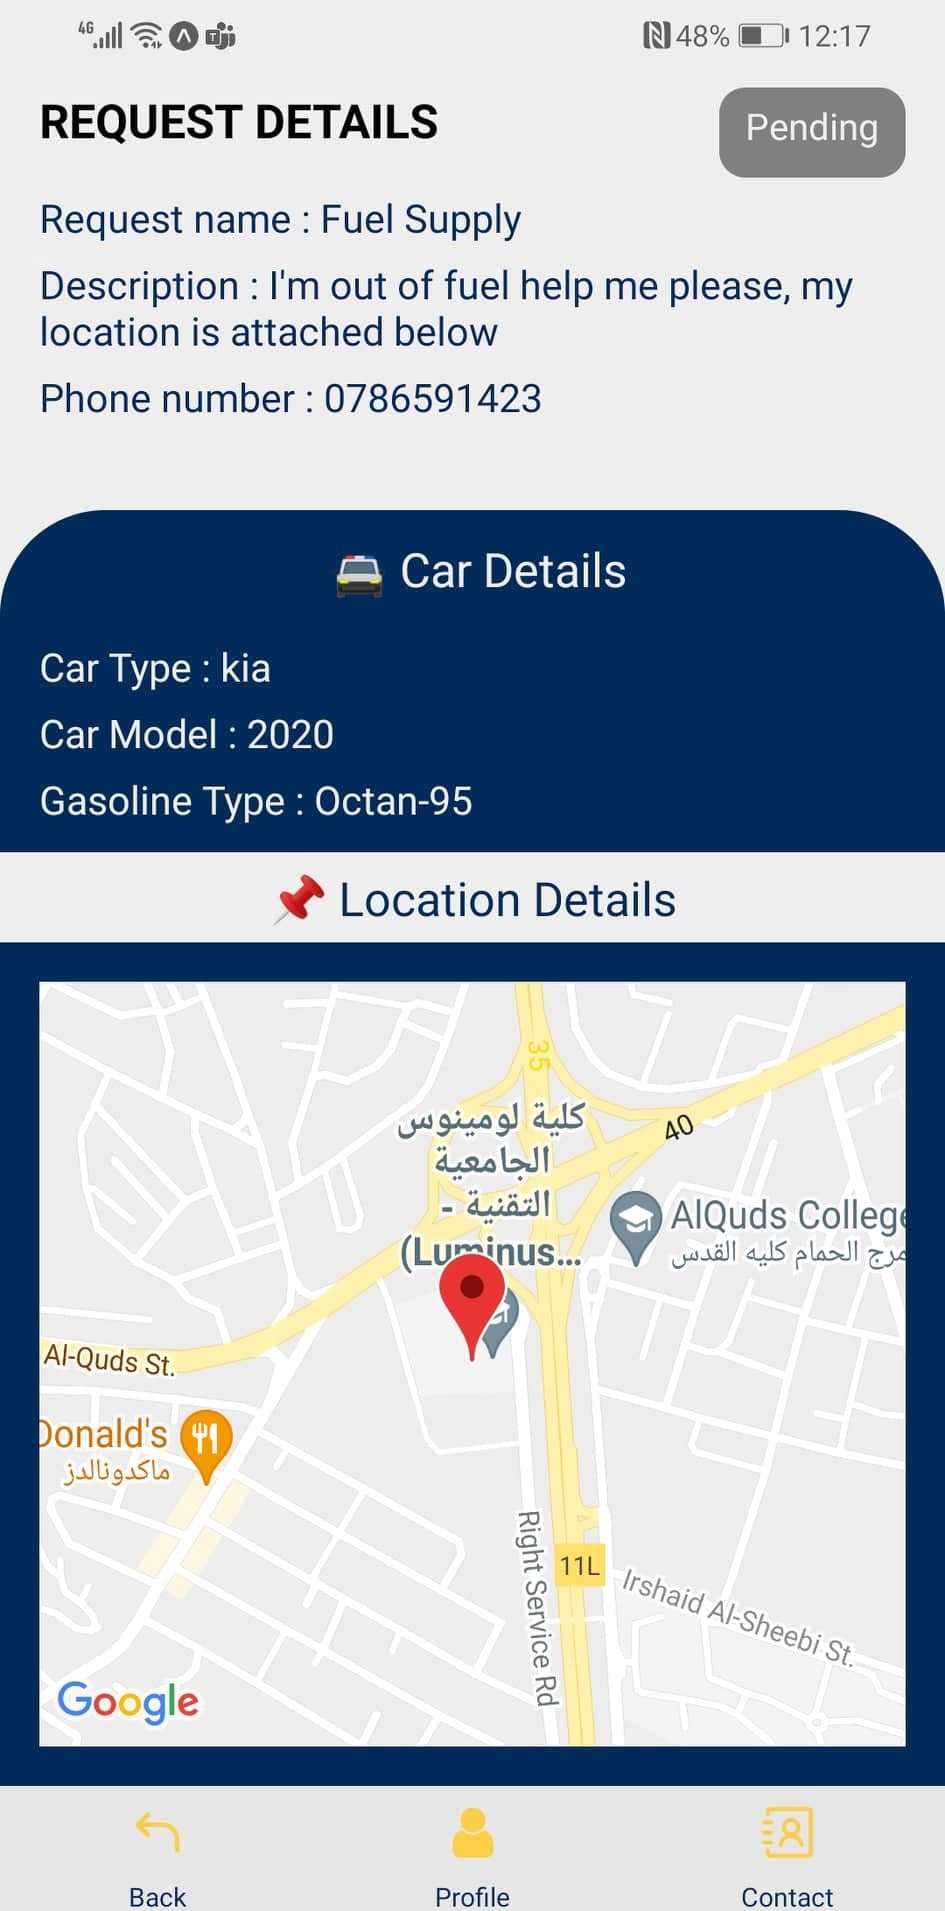 4G 48% 12:17
REQUEST DETAILS
Pending
Request name : Fuel Supply
Description : I'm out of fuel help me please, my
location is attached below
Phone number : 0786591423
Car Details
Car Type : kia
Car Model : 2020
Gasoline Type : Octan-95
Location Details
35
كلية لومينوس
الجامعية
التقنية -
(Luminus...
40
AlQuds College
مرج الحمام كليه القدس
Al-Quds St.
Donald's
ماكدونالدز
Right Service Rd
11L
Irshaid Al-Sheebi St.
Google
Back
Profile
Contact